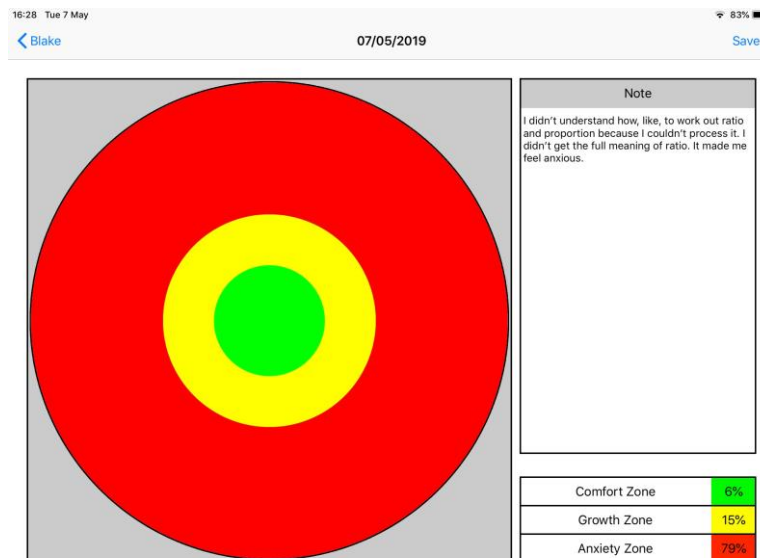 16:28 Tue 7 May
83%
Blake
07/05/2019
Save
Note
I didn't understand how, like, to work out ratio
and proportion because I couldn't process it. I
didn't get the full meaning of ratio. It made me
feel anxious.
Comfort Zone 6%
Growth Zone 15%
Anxiety Zone 79%